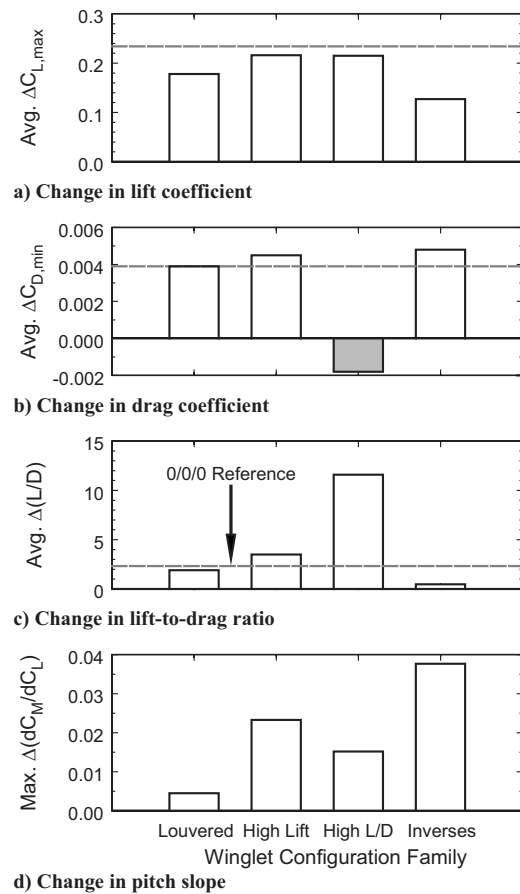 0.3
0.2
0.1
0.0
Avg. ΔC_L,max
a) Change in lift coefficient
0.006
0.004
0.002
0.000
-0.002
Avg. ΔC_D,min
b) Change in drag coefficient
15
10
5
0
Avg. Δ(L/D)
0/0/0 Reference
c) Change in lift-to-drag ratio
0.04
0.03
0.02
0.01
0.00
Max. Δ(dC_M/dC_L)
Louvered High Lift High L/D Inverses
Winglet Configuration Family
d) Change in pitch slope